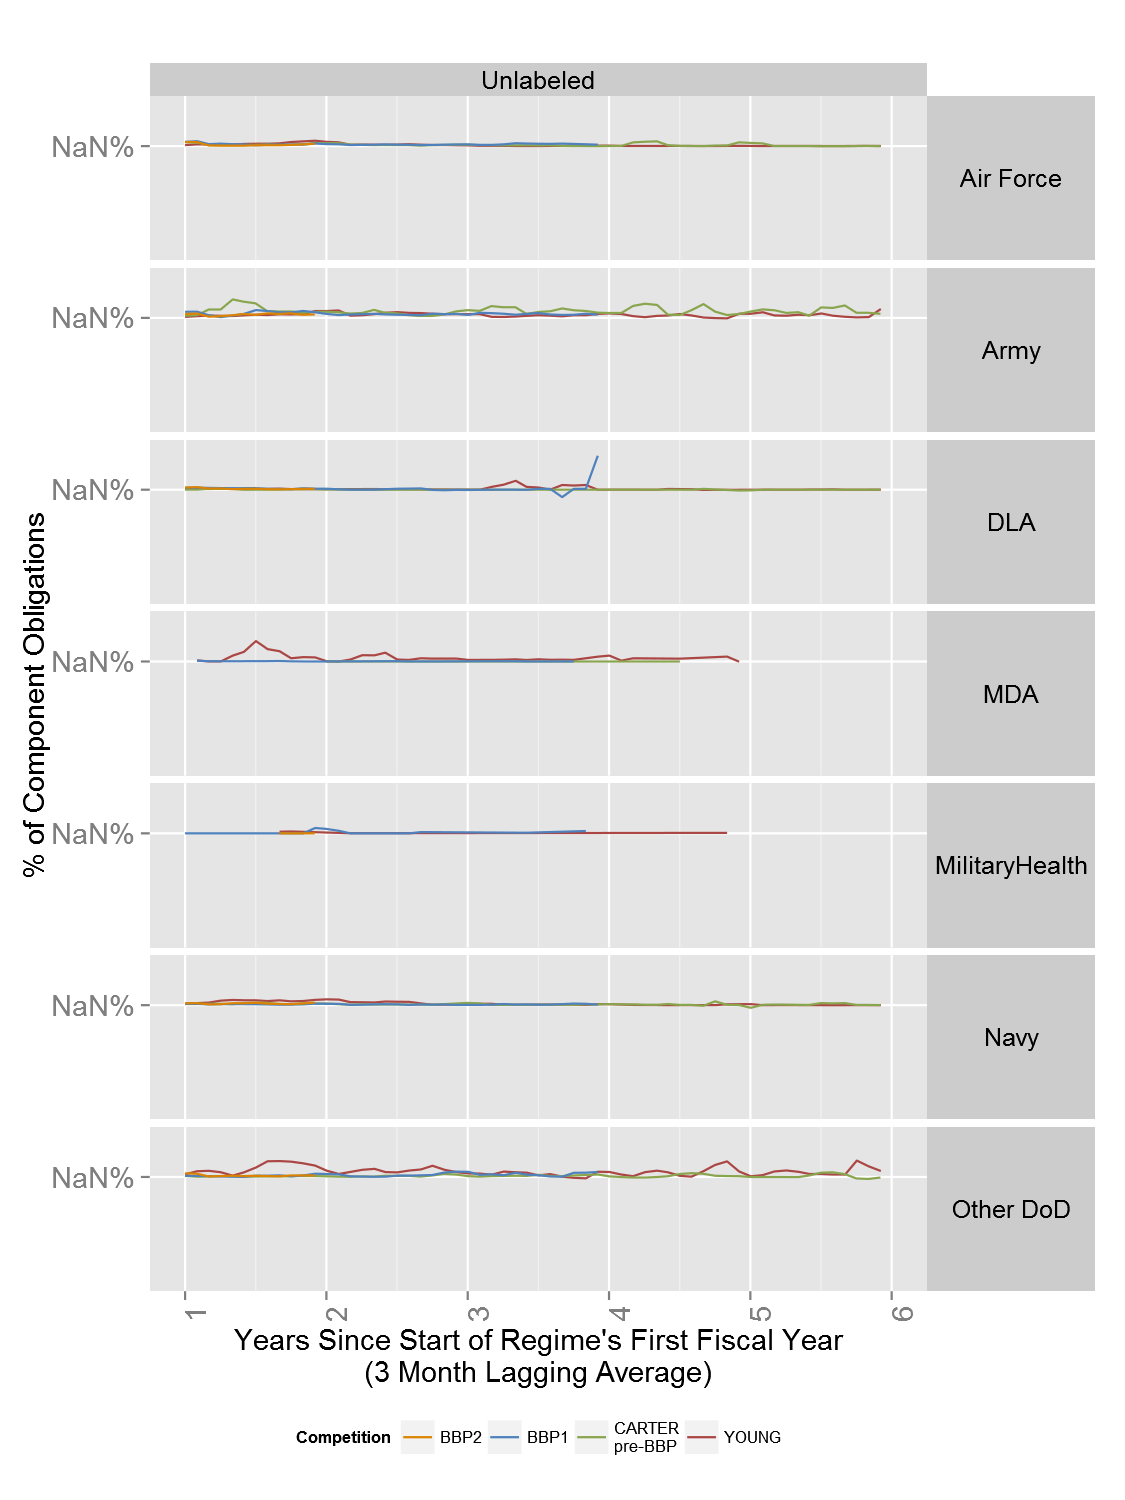 Unlabeled
NaN%
Air Force
NaN%
Army
NaN%
DLA
NaN%
MDA
NaN%
MilitaryHealth
NaN%
Navy
NaN%
Other DoD
% of Component Obligations
1 2 3 4 5 6
Years Since Start of Regime's First Fiscal Year
(3 Month Lagging Average)
Competition BBP2 BBP1 CARTER
pre-BBP YOUNG